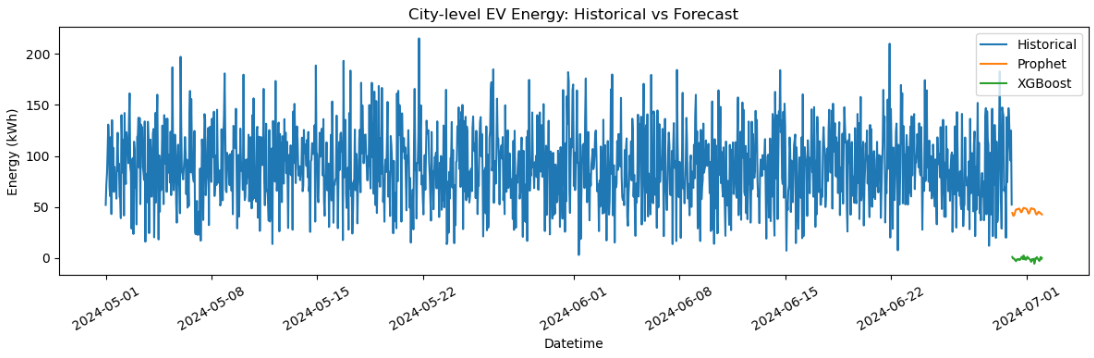 City-level EV Energy: Historical vs Forecast
Historical
Prophet
XGBoost
Energy (kWh)
200
150
100
50
0
2024-05-01
2024-05-08
2024-05-15
2024-05-22
2024-06-01
2024-06-08
2024-06-15
2024-06-22
2024-07-01
Datetime